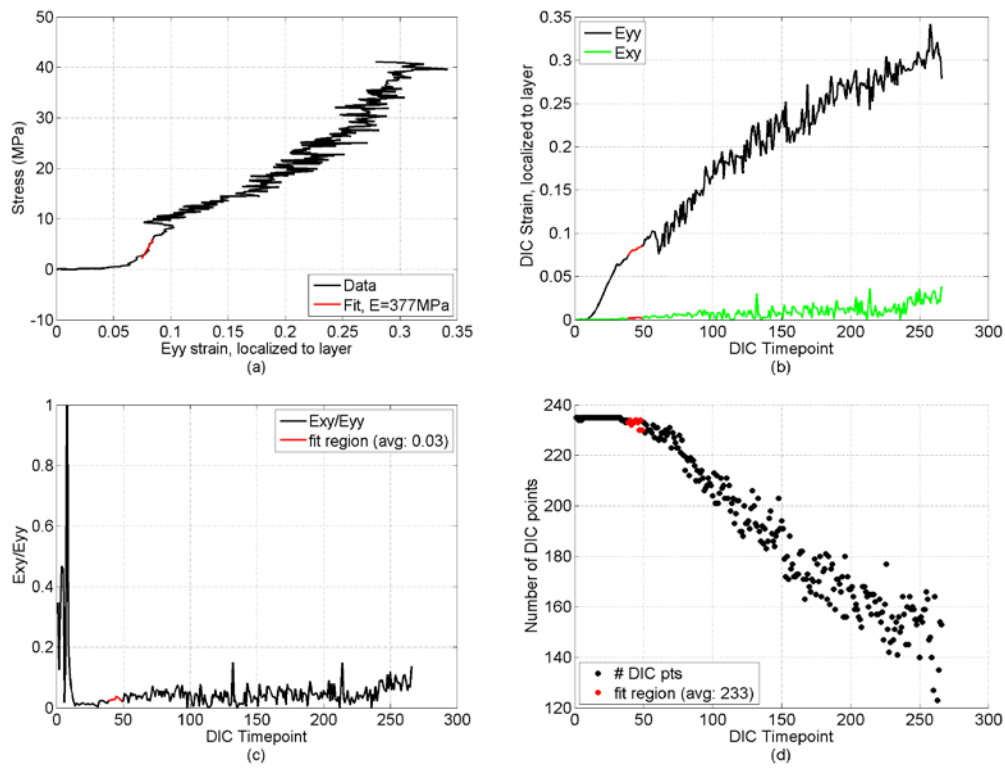 50
40
30
20
10
0
-10
Stress (MPa)
0
0.05
0.1
0.15
0.2
0.25
0.3
0.35
Eyy strain, localized to layer
(a)
Data
Fit, E=377MPa
0.35
0.3
0.25
0.2
0.15
0.1
0.05
0
DIC Strain, localized to layer
Eyy
Exy
0
50
100
150
200
250
300
DIC Timepoint
(b)
1
0.8
0.6
0.4
0.2
0
Exy/Eyy
Exy/Eyy
fit region (avg: 0.03)
0
50
100
150
200
250
300
DIC Timepoint
(c)
240
220
200
180
160
140
120
Number of DIC points
# DIC pts
fit region (avg: 233)
0
50
100
150
200
250
300
DIC Timepoint
(d)